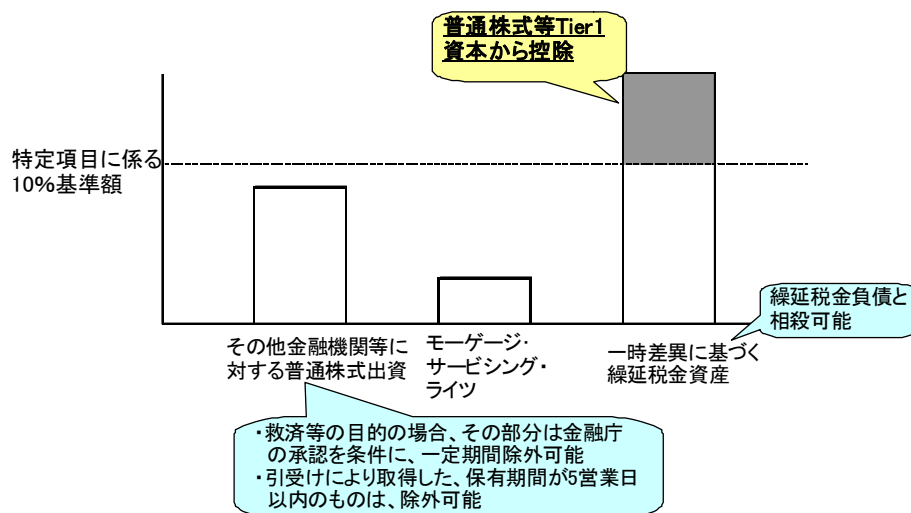 普通株式等Tier1
資本から控除
特定項目に係る
10%基準額
繰延税金負債と
相殺可能
その他金融機関等に
対する普通株式出資
モーゲージ・
サービシング・
ライツ
一時差異に基づく
繰延税金資産
・救済等の目的の場合、その部分は金融庁
の承認を条件に、一定期間除外可能
・引受けにより取得した、保有期間が5営業日
以内のものは、除外可能